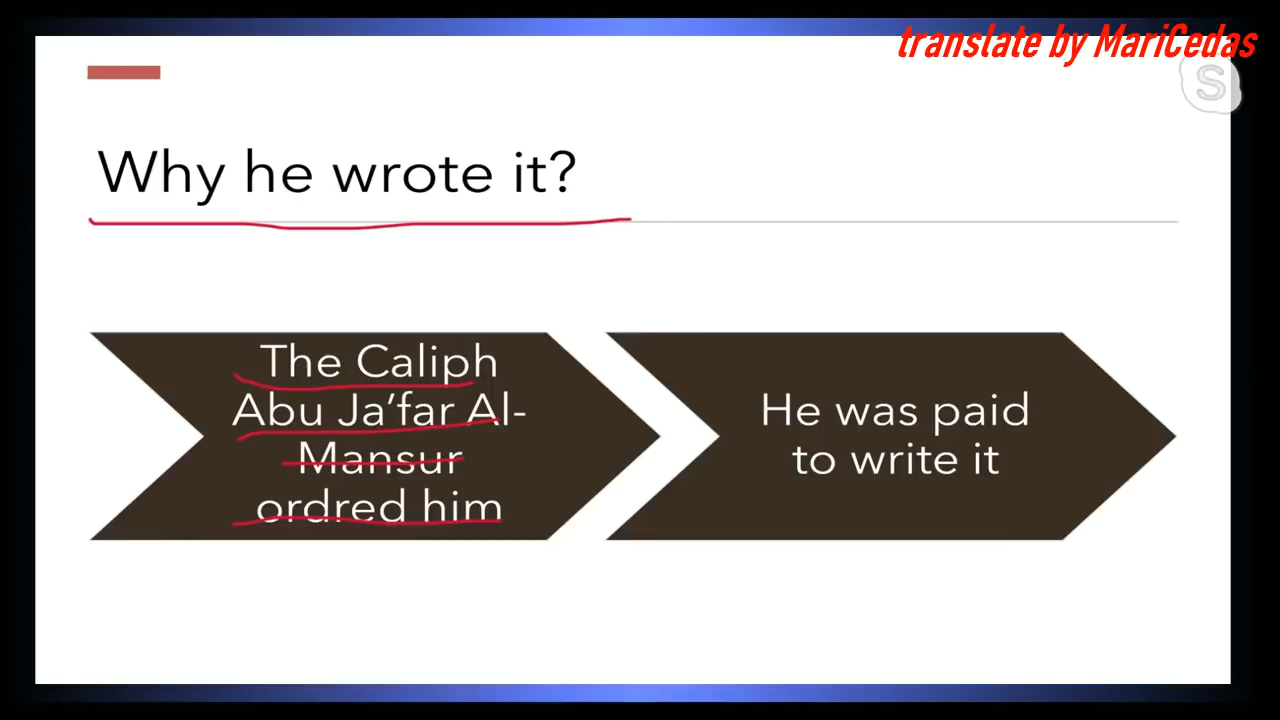 translate by MariCedas
S
Why he wrote it?
The Caliph
Abu Ja’far Al-
Mansur
ordred him
He was paid
to write it